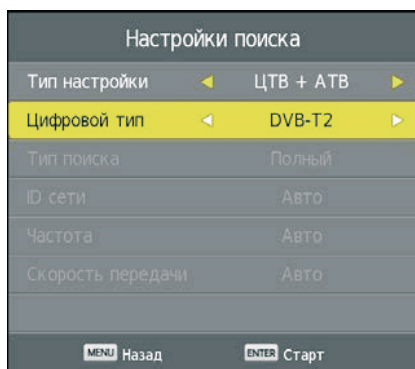 Настройки поиска
Тип настройки ЦТВ + АТВ
Цифровой тип DVB-T2
Тип поиска Полный
ID сети Авто
Частота Авто
Скорость передачи Авто
MENU Назад ENTER Старт